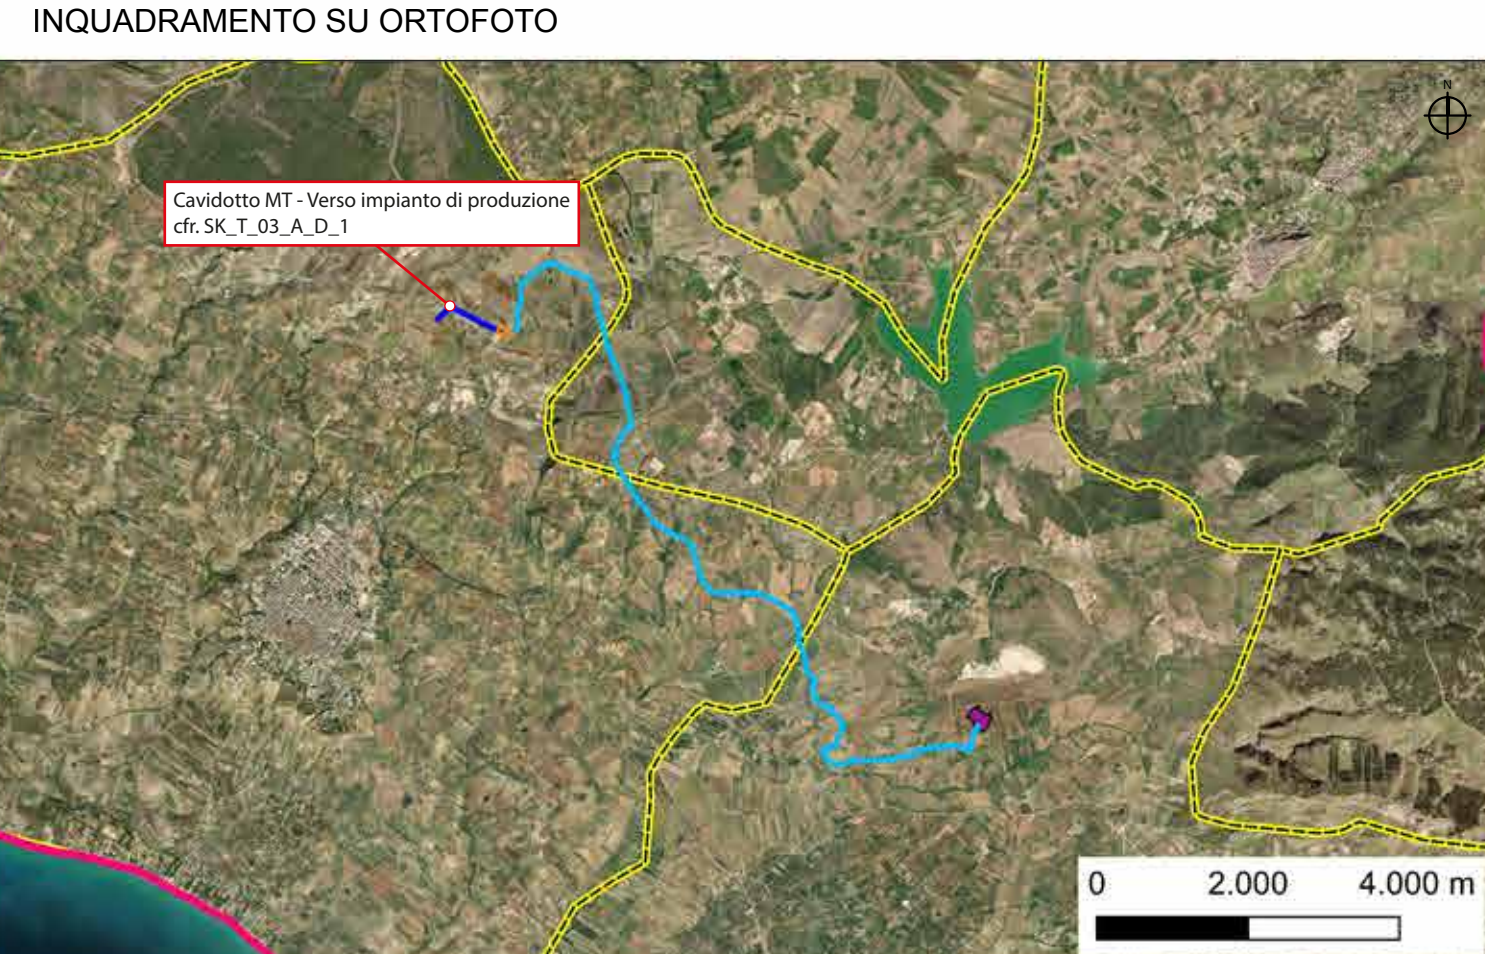 INQUADRAMENTO SU ORTOFOTO
N
Cavidotto MT - Verso impianto di produzione
cfr. SK_T_03_A_D_1
0 2.000 4.000 m